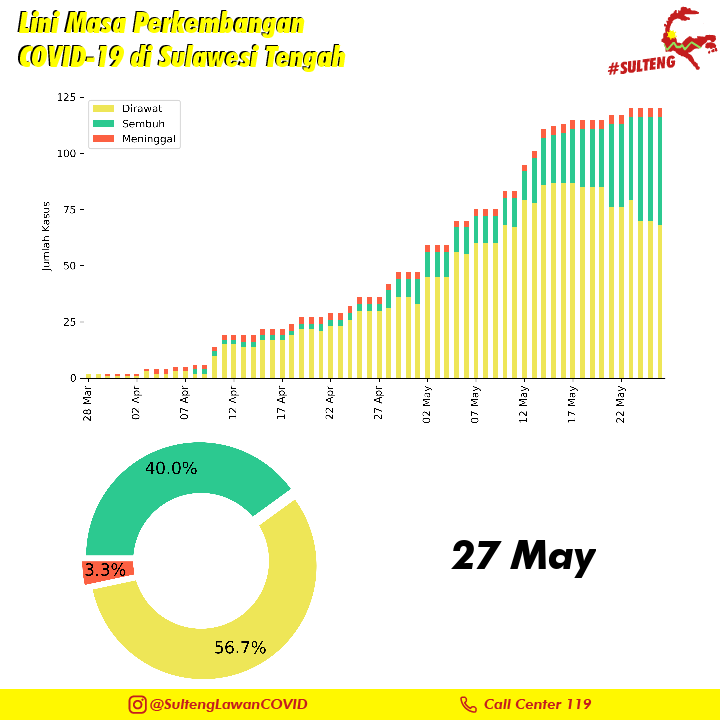 Lini Masa Perkembangan
COVID-19 di Sulawesi Tengah
#SULTENG
Jumlah Kasus
125
100
75
50
25
0
Dirawat
Sembuh
Meninggal
28 Mar
02 Apr
07 Apr
12 Apr
17 Apr
22 Apr
27 Apr
02 May
07 May
12 May
17 May
22 May
40.0%
3.3%
56.7%
27 May
@SultengLawanCOVID
Call Center 119